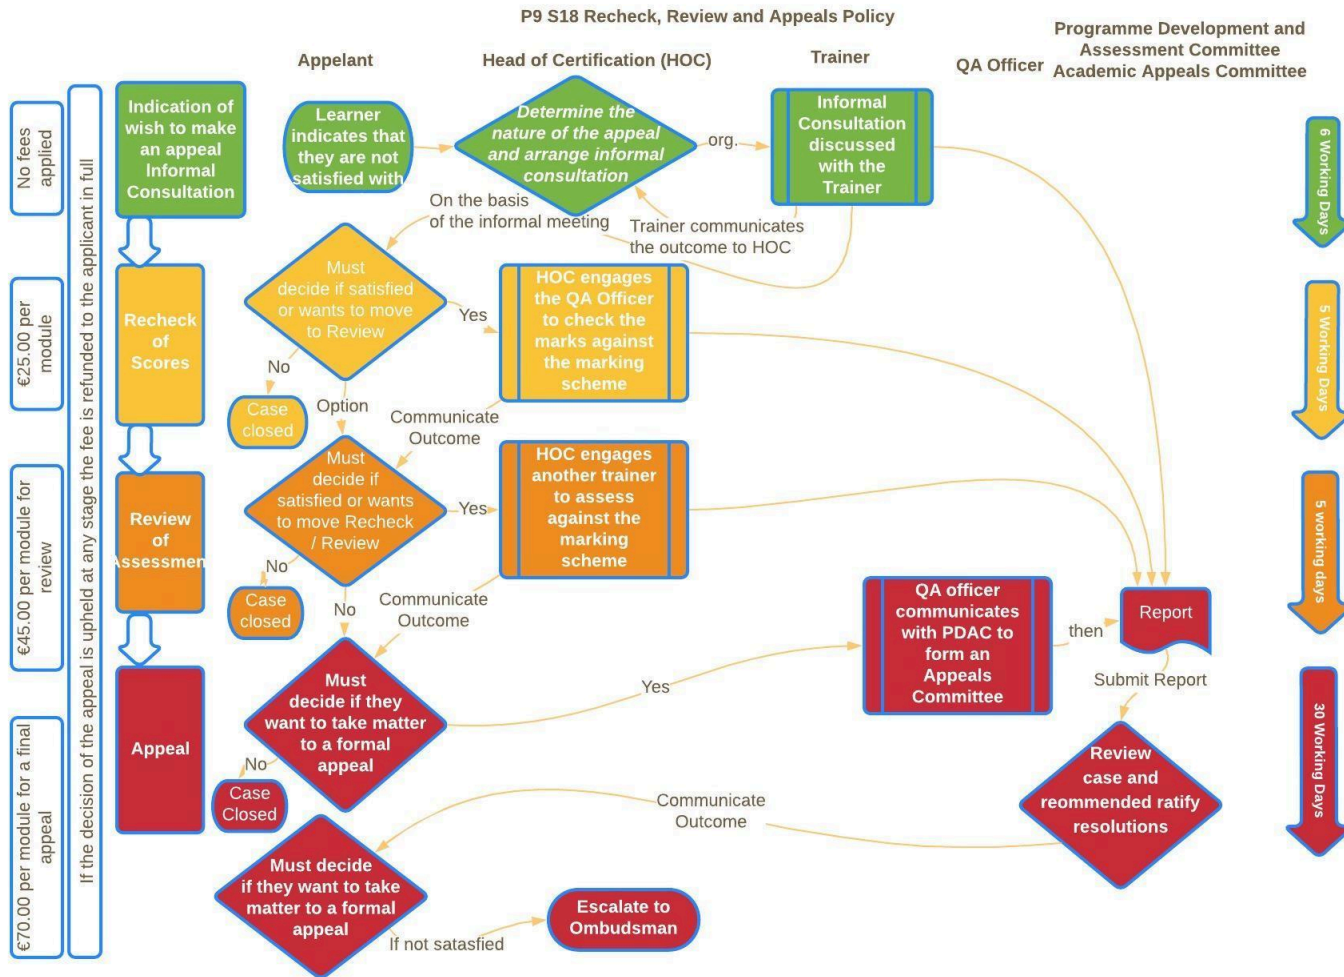 P9 S18 Recheck, Review and Appeals Policy
Appelant
Head of Certification (HOC)
Trainer
QA Officer
Programme Development and
Assessment Committee
Academic Appeals Committee
No fees
applied
€25.00 per
module
€45.00 per module for
review
€70.00 per module for a final
appeal
If the decision of the appeal is upheld at any stage the fee is refunded to the applicant in full
Indication of
wish to make
an appeal
Informal
Consultation
Learner
indicates that
they are not
satisfied with
Determine the
nature of the appeal
and arrange informal
consultation
org.
Informal
Consultation
discussed
with the
Trainer
6 Working Days
On the basis
of the informal meeting
Trainer communicates
the outcome to HOC
Recheck
of
Scores
Must
decide if satisfied
or wants to move
to Review
Yes
HOC engages
the QA Officer
to check the
marks against
the marking
scheme
5 Working Days
No
Case
closed
Option
Communicate
Outcome
Review
of
Assessment
Must
decide if
satisfied or wants
to move Recheck
/ Review
Yes
HOC engages
another trainer
to assess
against the
marking
scheme
5 working days
No
Case
closed
No
Communicate
Outcome
QA officer
communicates
with PDAC to
form an
Appeals
Committee
then
Report
Submit Report
Appeal
Must
decide if they
want to take matter
to a formal
appeal
Yes
30 Working Days
No
Case
Closed
Review
case and
reommended ratify
resolutions
Communicate
Outcome
Must decide
if they want to take
matter to a formal
appeal
If not satasfied
Escalate to
Ombudsman